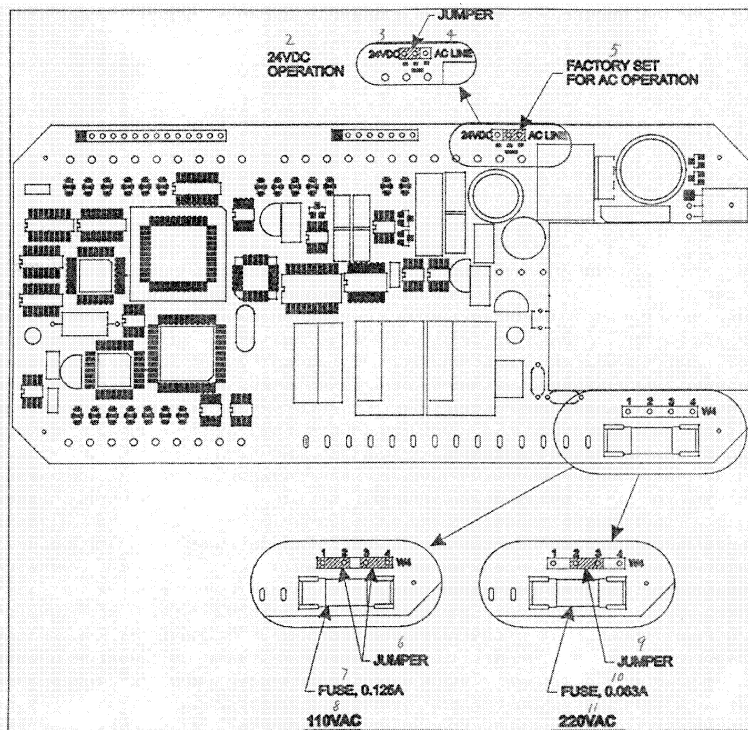 JUMPER
2 3 4
24VDC OPERATION
24VDC AC LINE
5
FACTORY SET FOR AC OPERATION
24VDC AC LINE
1 2 3 4 W4
1 2 3 4 W4
6
JUMPER
7
FUSE, 0.125A
8
110VAC
1 2 3 4 W4
9
JUMPER
10
FUSE, 0.063A
11
220VAC